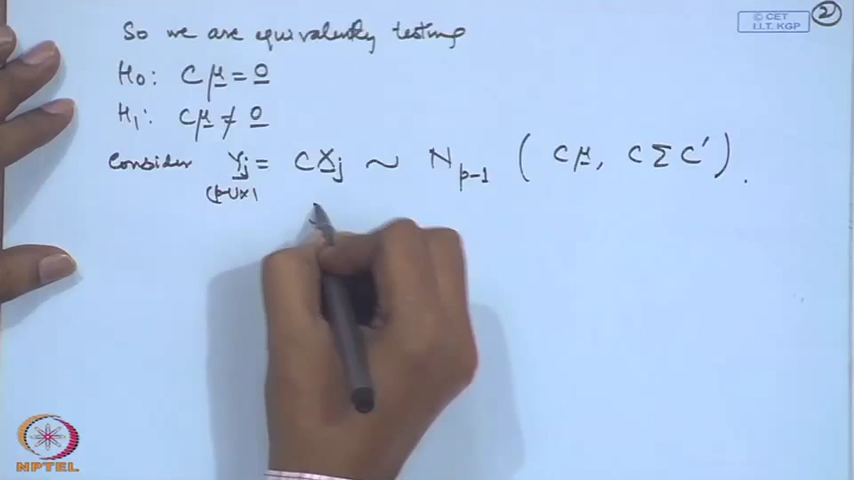 © CET
I.I.T. KGP
2
So we are equivalently testing
H₀: Cμ = 0
H₁: Cμ ≠ 0
Consider Yj = CXj ~ N p-1 (Cμ, CΣC′).
(p-1)×1
NPTEL